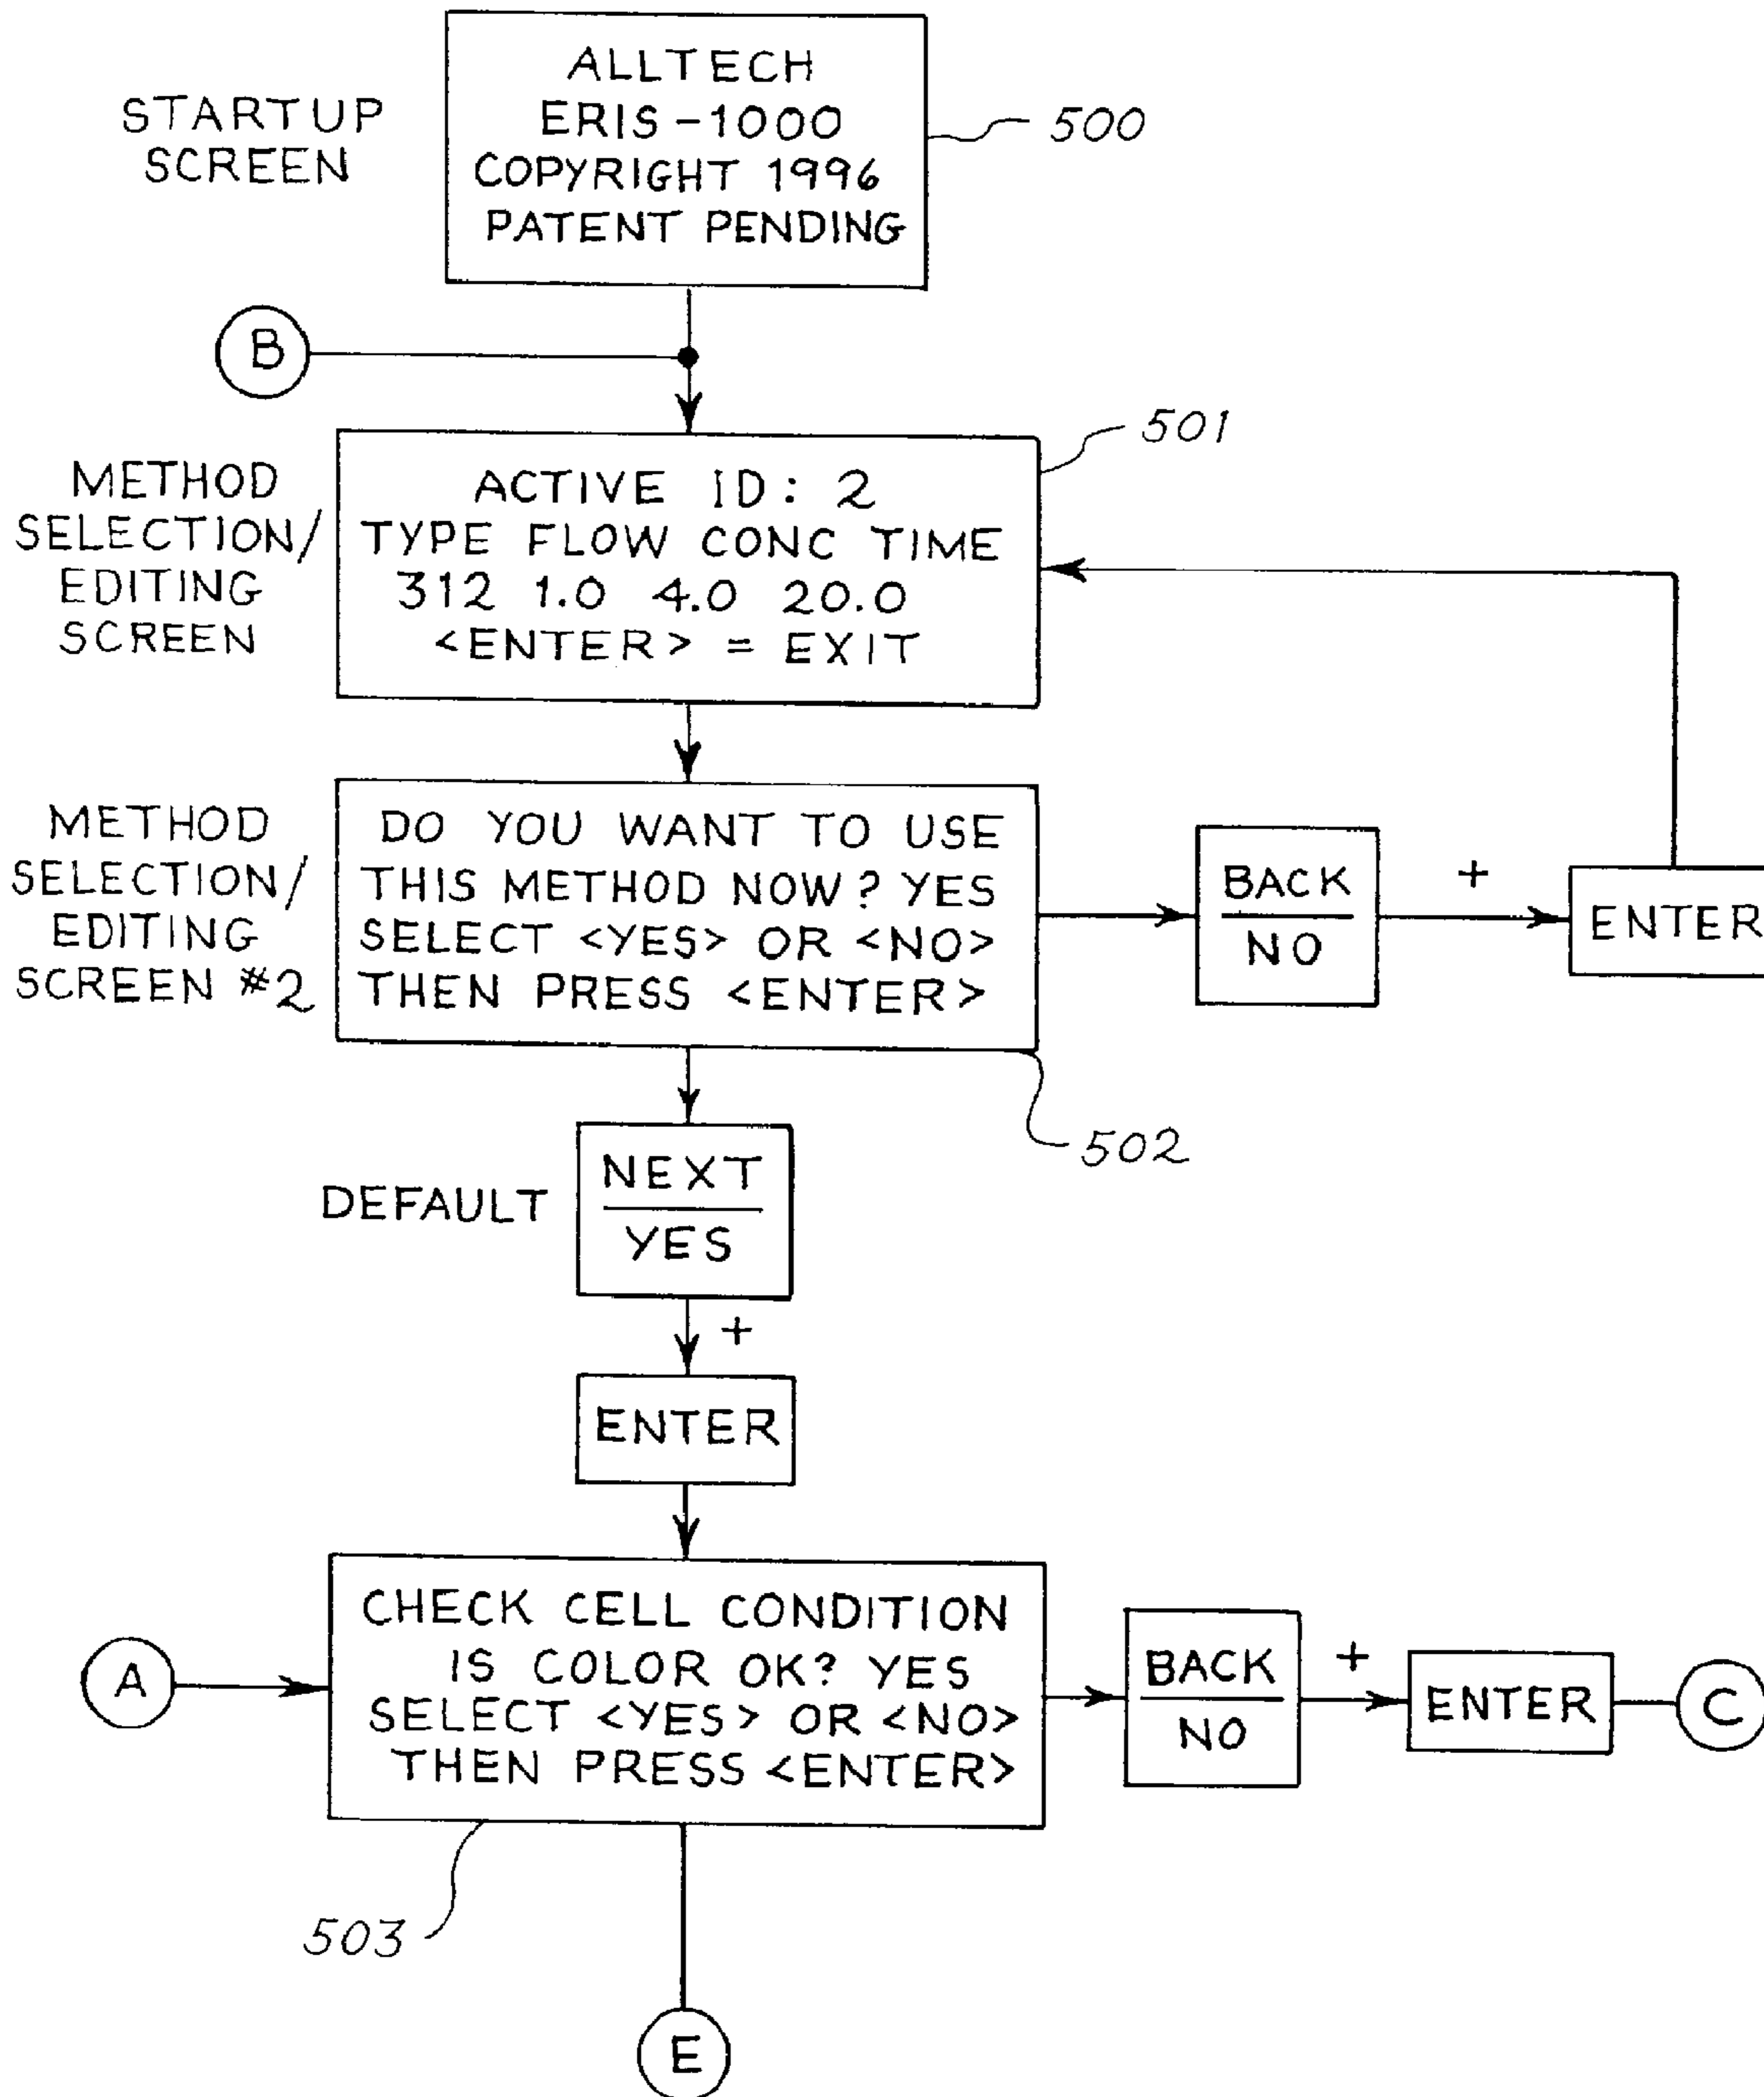 STARTUP
SCREEN
ALLTECH
ERIS-1000
COPYRIGHT 1996
PATENT PENDING
500
B
METHOD
SELECTION/
EDITING
SCREEN
ACTIVE ID: 2
TYPE FLOW CONC TIME
312 1.0 4.0 20.0
<ENTER> = EXIT
501
METHOD
SELECTION/
EDITING
SCREEN #2
DO YOU WANT TO USE
THIS METHOD NOW? YES
SELECT <YES> OR <NO>
THEN PRESS <ENTER>
502
BACK
NO
+
ENTER
DEFAULT
NEXT
YES
+
ENTER
A
CHECK CELL CONDITION
IS COLOR OK? YES
SELECT <YES> OR <NO>
THEN PRESS <ENTER>
503
BACK
NO
+
ENTER
C
E